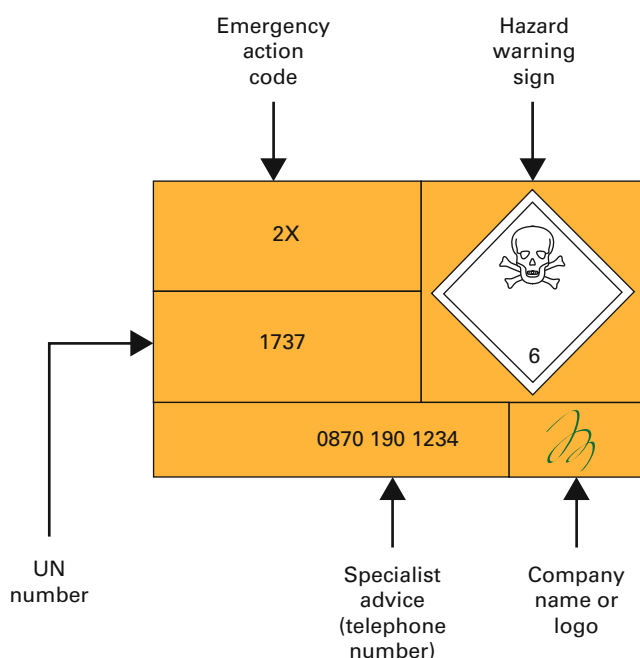 Emergency
action
code
Hazard
warning
sign
2X
1737
6
0870 190 1234
UN
number
Specialist
advice
(telephone
number)
Company
name or
logo